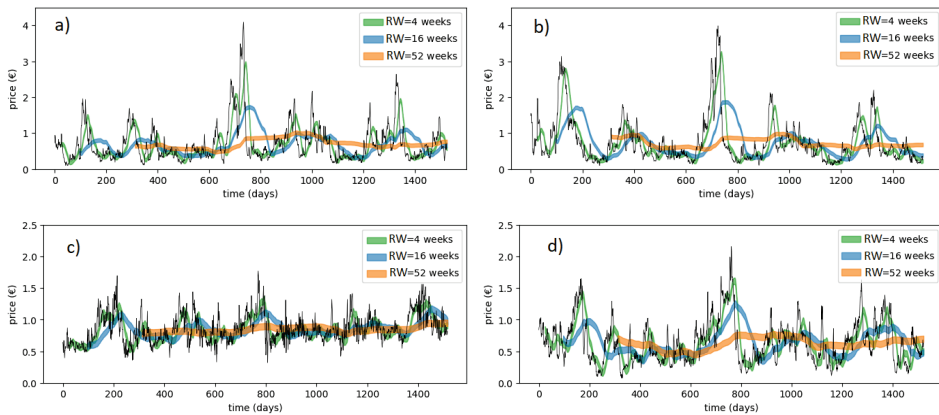 a)
RW=4 weeks
RW=16 weeks
RW=52 weeks
price (€)
4
3
2
1
0
0 200 400 600 800 1000 1200 1400
time (days)
b)
RW=4 weeks
RW=16 weeks
RW=52 weeks
price (€)
4
3
2
1
0
0 200 400 600 800 1000 1200 1400
time (days)
c)
RW=4 weeks
RW=16 weeks
RW=52 weeks
price (€)
2.5
2.0
1.5
1.0
0.5
0.0
0 200 400 600 800 1000 1200 1400
time (days)
d)
RW=4 weeks
RW=16 weeks
RW=52 weeks
price (€)
2.5
2.0
1.5
1.0
0.5
0.0
0 200 400 600 800 1000 1200 1400
time (days)